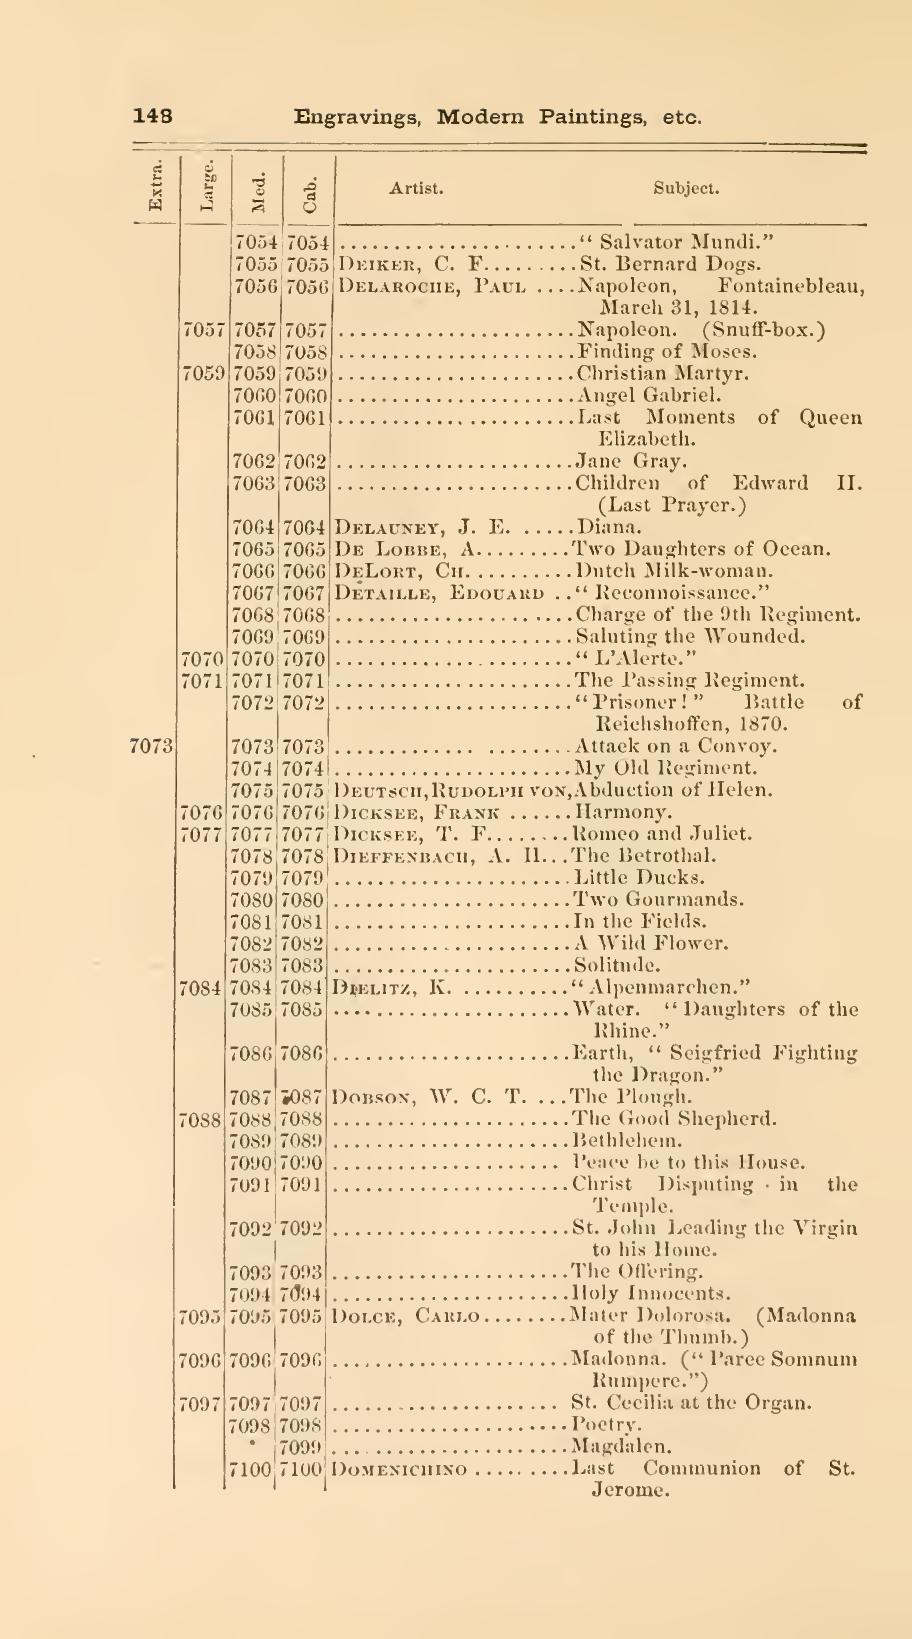 148 Engravings, Modern Paintings, etc.
Extra. Large. Med. Cab. Artist. Subject.
7054 7054 ........................“ Salvator Mundi.”
7055 7055 DEIKER, C. F.........St. Bernard Dogs.
7056 7056 DELAROCHE, PAUL ....Napoleon, Fontainebleau,
March 31, 1814.
7057 7057 7057 ......................Napoleon. (Snuff-box.)
7058 7058 ......................Finding of Moses.
7059 7059 7059 ......................Christian Martyr.
7060 7060 ......................Angel Gabriel.
7061 7061 ......................Last Moments of Queen
Elizabeth.
7062 7062 ......................Jane Gray.
7063 7063 ......................Children of Edward II.
(Last Prayer.)
7064 7064 DELAUNEY, J. E. .....Diana.
7065 7065 DE LOBBE, A.........Two Daughters of Ocean.
7066 7066 DELORT, CH..........Dutch Milk-woman.
7067 7067 DETAILLE, EDOUARD ..“ Reconnoissance.”
7068 7068 ......................Charge of the 9th Regiment.
7069 7069 ......................Saluting the Wounded.
7070 7070 7070 ......................“ L’Alerte.”
7071 7071 7071 ......................The Passing Regiment.
7072 7072 ......................“ Prisoner ! ” Battle of
Reichshoffen, 1870.
7073 7073 7073 ............. ........Attack on a Convoy.
7074 7074 ......................My Old Regiment.
7075 7075 DEUTSCH, RUDOLPH VON, Abduction of Helen.
7076 7076 7076 DICKSEE, FRANK ......Harmony.
7077 7077 7077 DICKSEE, T. F........Romeo and Juliet.
7078 7078 DIEFFENBACH, A. H...The Betrothal.
7079 7079 ......................Little Ducks.
7080 7080 ......................Two Gourmands.
7081 7081 ......................In the Fields.
7082 7082 ......................A Wild Flower.
7083 7083 ......................Solitude.
7084 7084 7084 DIELITZ, K. ..........“ Alpenmarchen.”
7085 7085 ......................Water. “ Daughters of the
Rhine.”
7086 7086 ......................Earth, “ Seigfried Fighting
the Dragon.”
7087 7087 DOBSON, W. C. T. ...The Plough.
7088 7088 7088 ......................The Good Shepherd.
7089 7089 ......................Bethlehem.
7090 7090 ..................... Peace be to this House.
7091 7091 ......................Christ Disputing in the
Temple.
7092 7092 ......................St. John Leading the Virgin
to his Home.
7093 7093 ......................The Offering.
7094 7094 ......................Holy Innocents.
7095 7095 7095 DOLCE, CARLO........Mater Dolorosa. (Madonna
of the Thumb.)
7096 7096 7096 ......................Madonna. (“ Parce Somnum
Rumpere.”)
7097 7097 7097 ..................... St. Cecilia at the Organ.
7098 7098 ......................Poetry.
7099 ......................Magdalen.
7100 7100 DOMENICHINO .........Last Communion of St.
Jerome.